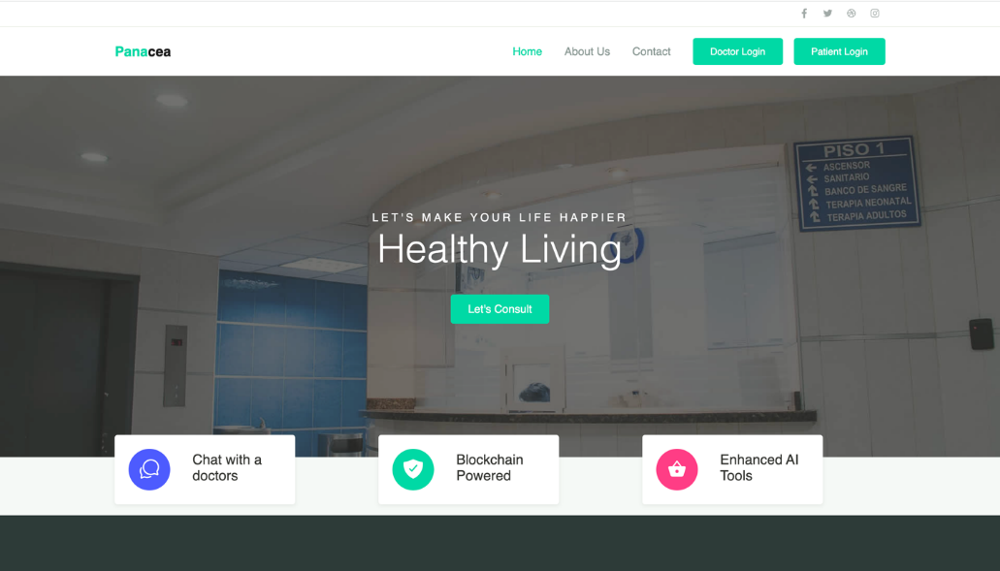 Panacea
Home About Us Contact Doctor Login Patient Login
PISO 1
ASCENSOR
SANITARIO
BANCO DE SANGRE
TERAPIA NEONATAL
TERAPIA ADULTOS
LET'S MAKE YOUR LIFE HAPPIER
Healthy Living
Let's Consult
Chat with a
doctors
Blockchain
Powered
Enhanced AI
Tools